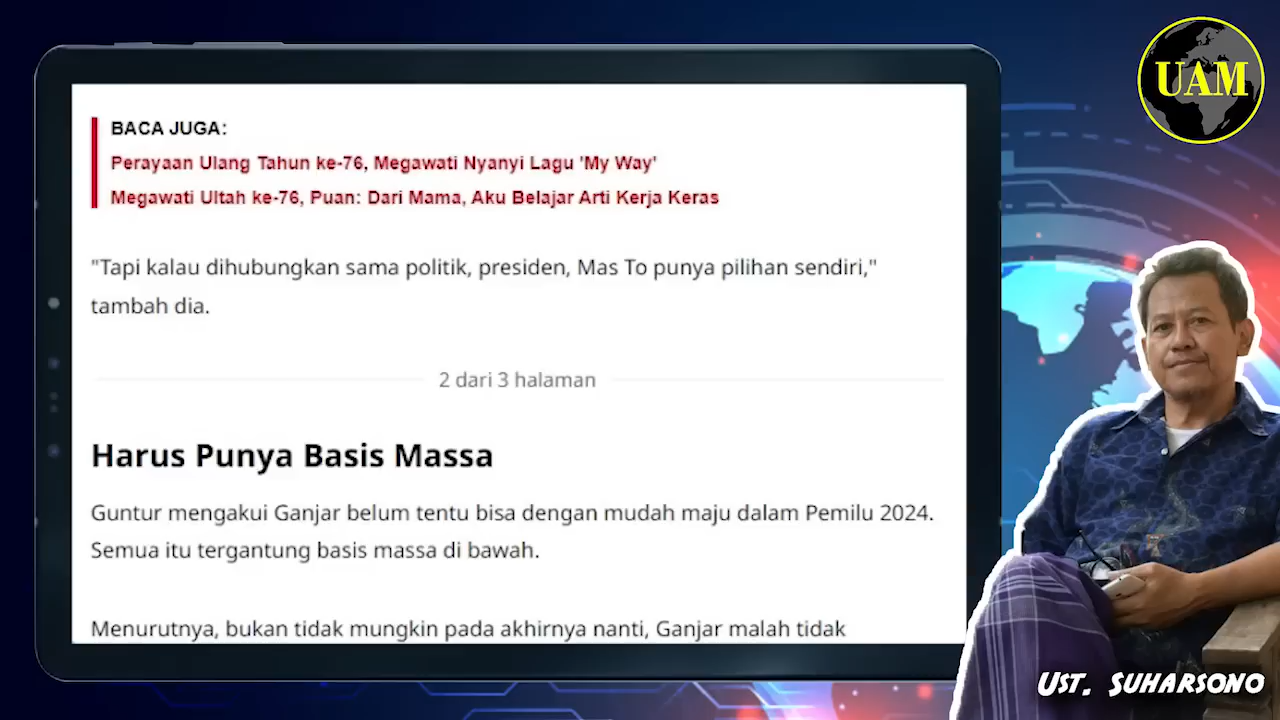 UAM
BACA JUGA:
Perayaan Ulang Tahun ke-76, Megawati Nyanyi Lagu 'My Way'
Megawati Ultah ke-76, Puan: Dari Mama, Aku Belajar Arti Kerja Keras
"Tapi kalau dihubungkan sama politik, presiden, Mas To punya pilihan sendiri,"
tambah dia.
2 dari 3 halaman
Harus Punya Basis Massa
Guntur mengakui Ganjar belum tentu bisa dengan mudah maju dalam Pemilu 2024.
Semua itu tergantung basis massa di bawah.
Menurutnya, bukan tidak mungkin pada akhirnya nanti, Ganjar malah tidak
UST. SUHARSONO